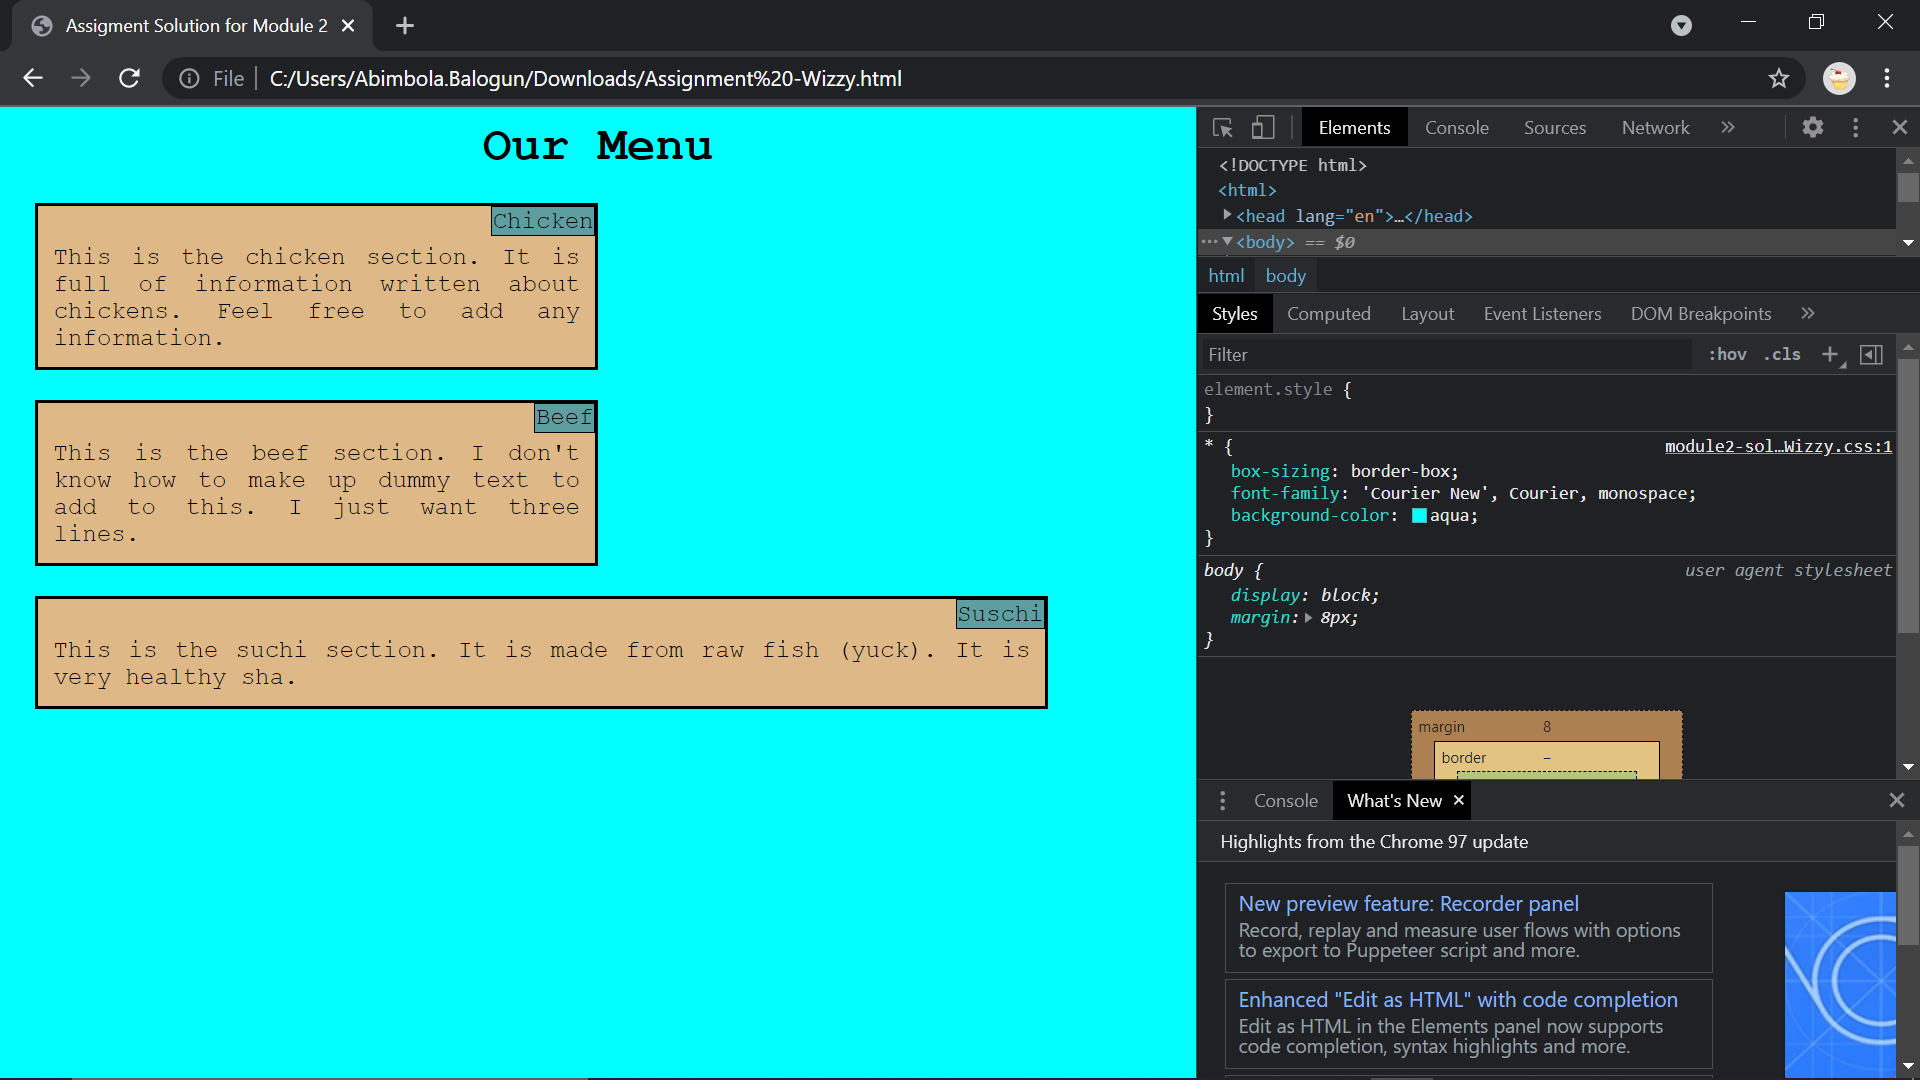 Assigment Solution for Module 2
File C:/Users/Abimbola.Balogun/Downloads/Assignment%20-Wizzy.html
Our Menu
Chicken
This is the chicken section. It is
full of information written about
chickens. Feel free to add any
information.
Beef
This is the beef section. I don't
know how to make up dummy text to
add to this. I just want three
lines.
Suschi
This is the suchi section. It is made from raw fish (yuck). It is
very healthy sha.
Elements Console Sources Network
<!DOCTYPE html>
<html>
<head lang="en">…</head>
<body> == $0
html body
Styles Computed Layout Event Listeners DOM Breakpoints
Filter :hov .cls
element.style {
}
* { module2-sol…Wizzy.css:1
box-sizing: border-box;
font-family: 'Courier New', Courier, monospace;
background-color: aqua;
}
body { user agent stylesheet
display: block;
margin: 8px;
}
margin 8
border –
Console What's New
Highlights from the Chrome 97 update
New preview feature: Recorder panel
Record, replay and measure user flows with options
to export to Puppeteer script and more.
Enhanced "Edit as HTML" with code completion
Edit as HTML in the Elements panel now supports
code completion, syntax highlights and more.